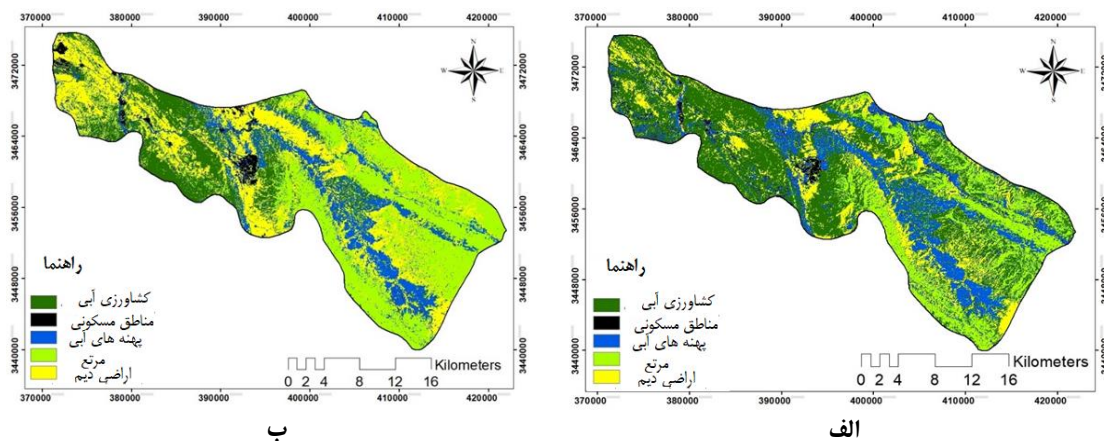 370000 380000 390000 400000 410000 420000
3472000
3464000
3456000
3448000
3440000
N
W E
S
راهنما
کشاورزی آبی
مناطق مسکونی
پهنه های آبی
مرتع
اراضی دیم
Kilometers
0 2 4 8 12 16
370000 380000 390000 400000 410000 420000
الف
370000 380000 390000 400000 410000 420000
3472000
3464000
3456000
3448000
3440000
N
W E
S
راهنما
کشاورزی آبی
مناطق مسکونی
پهنه های آبی
مرتع
اراضی دیم
Kilometers
0 2 4 8 12 16
370000 380000 390000 400000 410000 420000
ب